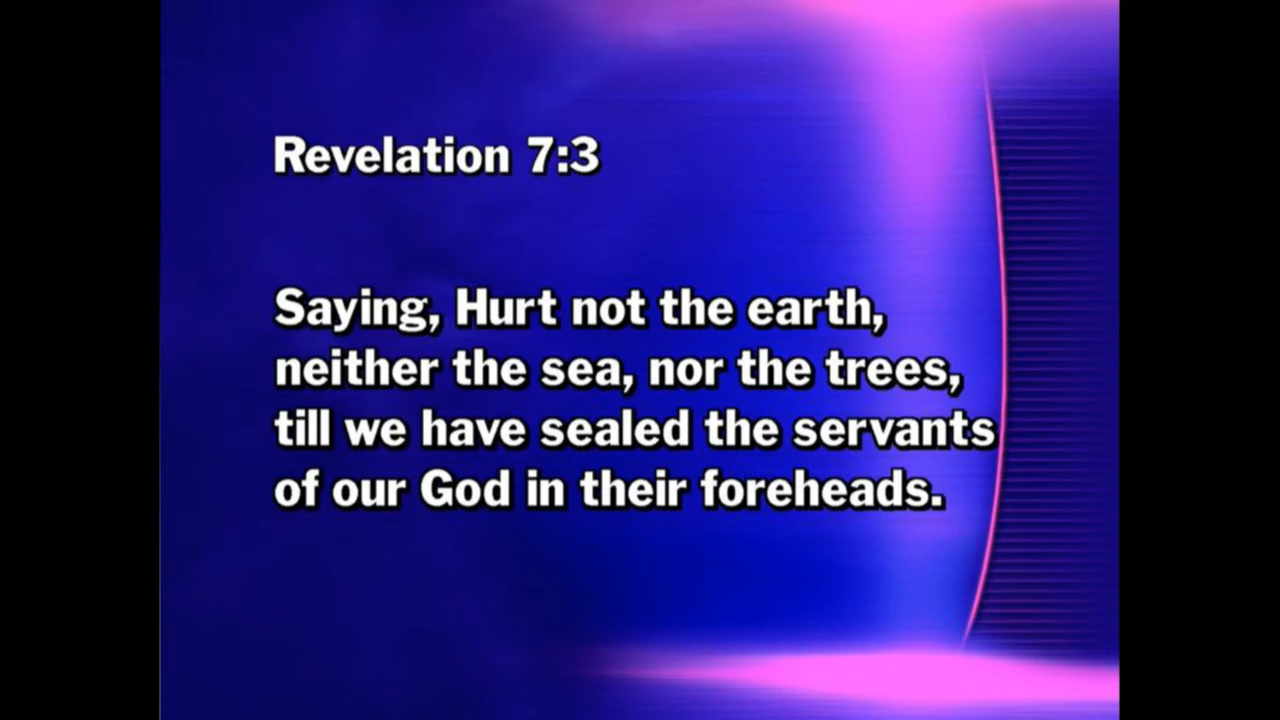 Revelation 7:3
Saying, Hurt not the earth,
neither the sea, nor the trees,
till we have sealed the servants
of our God in their foreheads.